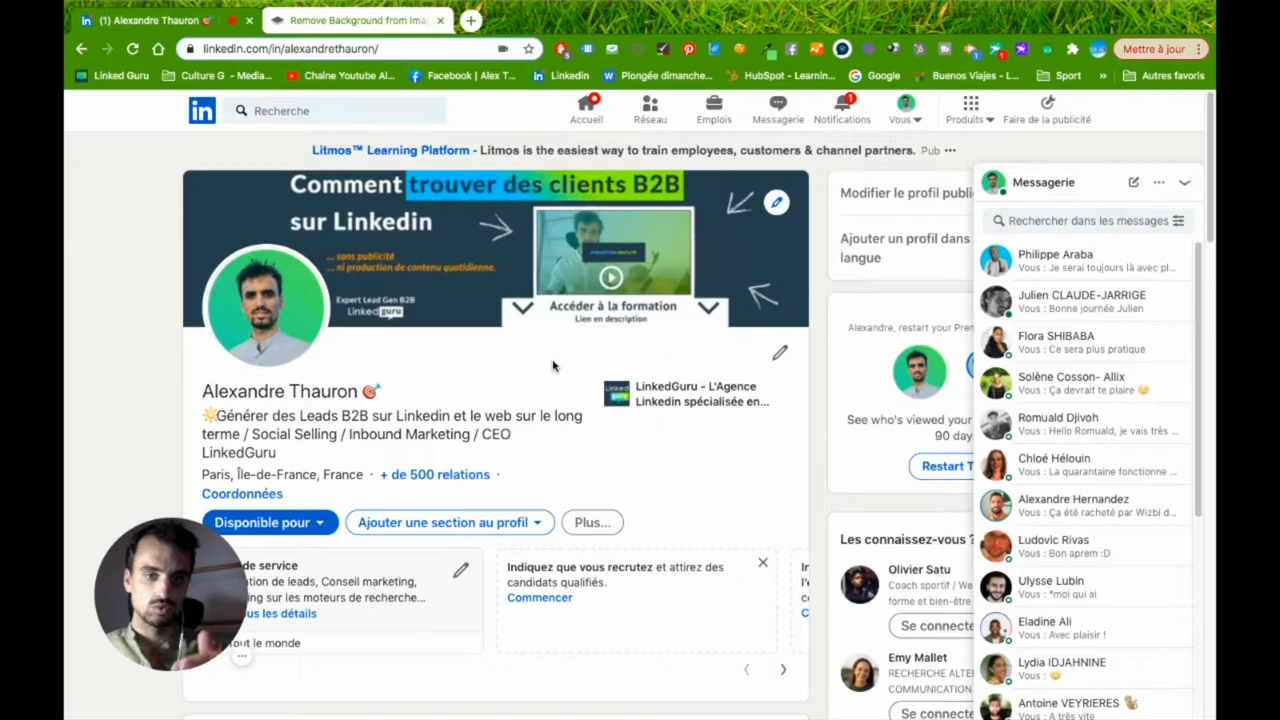 (1) Alexandre Thauron 🎯
Remove Background from Ima
linkedin.com/in/alexandrethauron/
Mettre à jour
Linked Guru
Culture G - Media...
Chaine Youtube Al...
Facebook | Alex T...
Linkedin
Plongée dimanche...
HubSpot - Learnin...
Google
Buenos Viajes - L...
Sport
»
Autres favoris
in
Recherche
Accueil
Réseau
Emplois
Messagerie
Notifications
1
Vous
Produits
Faire de la publicité
Litmos™ Learning Platform - Litmos is the easiest way to train employees, customers & channel partners. Pub
Comment trouver des clients B2B
sur Linkedin
... sans publicité
... ni production de contenu quotidienne.
Expert Lead Gen B2B
Linkedguru
Accéder à la formation
Lien en description
Alexandre Thauron 🎯
🔆Générer des Leads B2B sur Linkedin et le web sur le long
terme / Social Selling / Inbound Marketing / CEO
LinkedGuru
Paris, Île-de-France, France · + de 500 relations ·
Coordonnées
Linked
guru
LinkedGuru - L'Agence
Linkedin spécialisée en...
Disponible pour
Ajouter une section au profil
Plus...
de service
tion de leads, Conseil marketing,
ing sur les moteurs de recherche...
ous les détails
out le monde
Indiquez que vous recrutez et attirez des
candidats qualifiés.
Commencer
Modifier le profil publi
Ajouter un profil dans
langue
Alexandre, restart your Pren
See who's viewed your
90 day
Restart T
Les connaissez-vous ?
Olivier Satu
Coach sportif / We
forme et bien-être
Se connecte
Emy Mallet
RECHERCHE ALTE
COMMUNICATION
Se connecte
Messagerie
Rechercher dans les messages
Philippe Araba
Vous : Je serai toujours là avec pl...
Julien CLAUDE-JARRIGE
Vous : Bonne journée Julien
Flora SHIBABA
Vous : Ce sera plus pratique
Solène Cosson- Allix
Vous : Ça devrait te plaire 😊
Romuald Djivoh
Vous : Hello Romuald, je vais très ...
Chloé Hélouin
Vous : La quarantaine fonctionne ...
Alexandre Hernandez
Vous : Ça été racheté par Wizbi d...
Ludovic Rivas
Vous : Bon aprem :D
Ulysse Lubin
Vous : *moi qui ai
Eladine Ali
Vous : Avec plaisir !
Lydia IDJAHNINE
Vous : 😊
Antoine VEYRIERES
Vous : A très vite